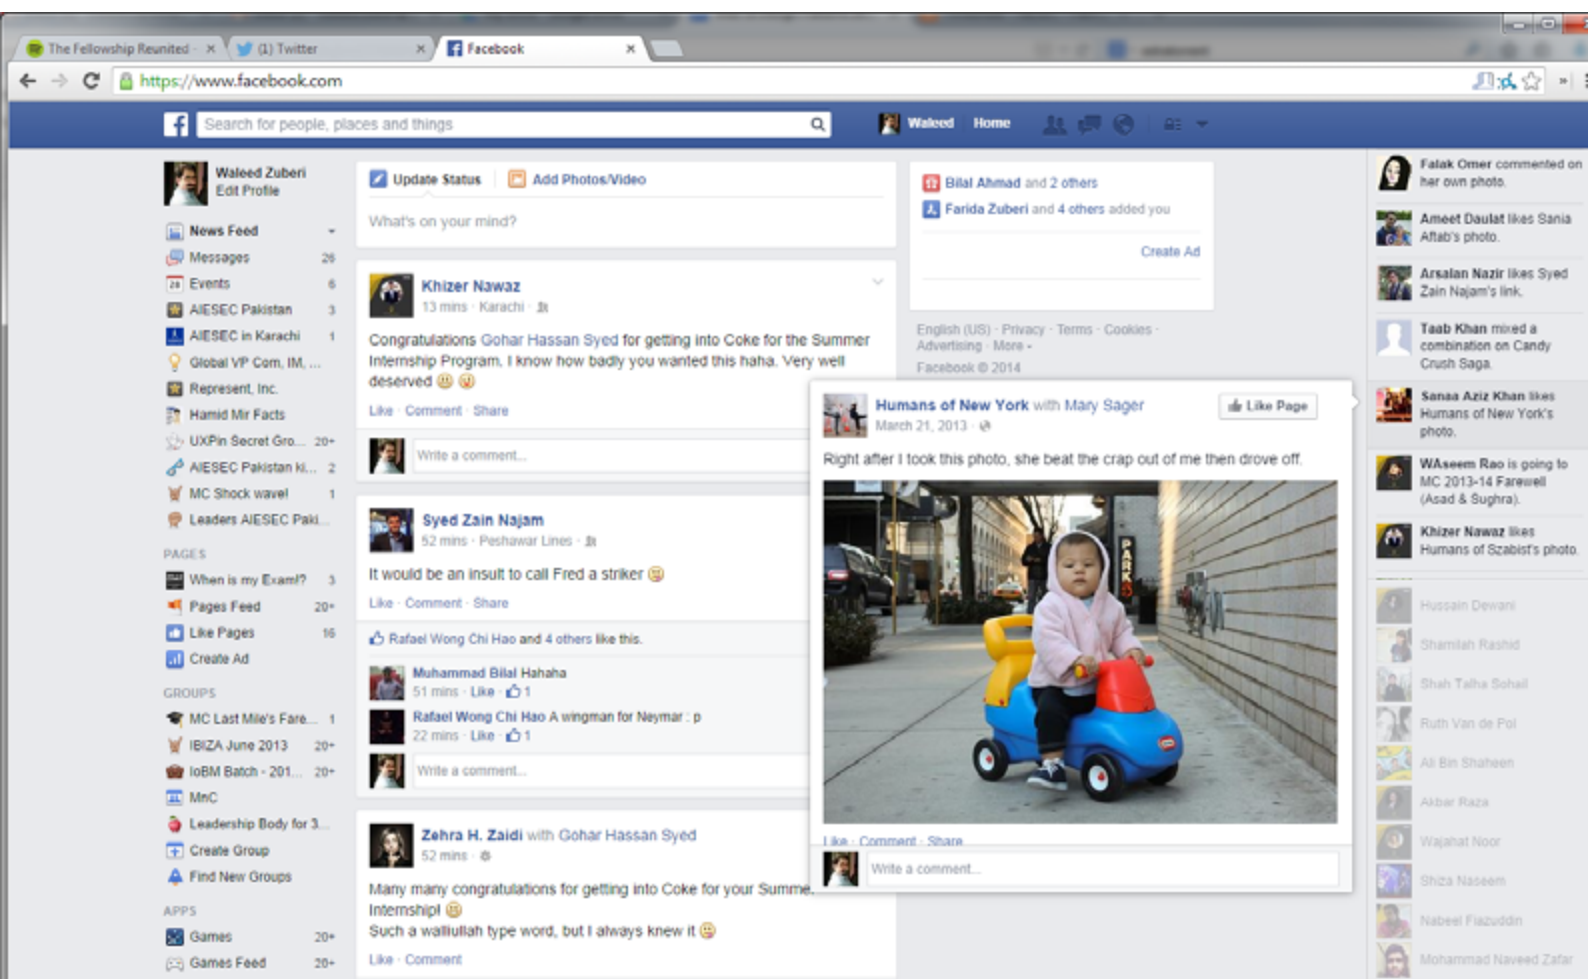 The Fellowship Reunited -
(1) Twitter
Facebook
https://www.facebook.com
Search for people, places and things
Waleed Home
Waleed Zuberi
Edit Profile
News Feed
Messages 26
Events 6
AIESEC Pakistan 3
AIESEC in Karachi 1
Global VP Com, IM, ...
Represent, Inc.
Hamid Mir Facts
UXPin Secret Gro... 20+
AIESEC Pakistan ki... 2
MC Shock wave! 1
Leaders AIESEC Paki...
PAGES
When is my Exam!? 3
Pages Feed 20+
Like Pages 16
Create Ad
GROUPS
MC Last Mile's Fare... 1
IBIZA June 2013 20+
IoBM Batch - 201... 20+
MnC
Leadership Body for 3...
Create Group
Find New Groups
APPS
Games 20+
Games Feed 20+
Update Status Add Photos/Video
What's on your mind?
Khizer Nawaz
13 mins · Karachi ·
Congratulations Gohar Hassan Syed for getting into Coke for the Summer
Internship Program. I know how badly you wanted this haha. Very well
deserved
Like · Comment · Share
Write a comment...
Syed Zain Najam
52 mins · Peshawar Lines ·
It would be an insult to call Fred a striker
Like · Comment · Share
Rafael Wong Chi Hao and 4 others like this.
Muhammad Bilal Hahaha
51 mins · Like · 1
Rafael Wong Chi Hao A wingman for Neymar : p
22 mins · Like · 1
Write a comment...
Zehra H. Zaidi with Gohar Hassan Syed
52 mins ·
Many many congratulations for getting into Coke for your Summe
Internship!
Such a walliullah type word, but I always knew it
Like · Comment
Bilal Ahmad and 2 others
Farida Zuberi and 4 others added you
Create Ad
English (US) · Privacy · Terms · Cookies ·
Advertising · More
Facebook © 2014
Humans of New York with Mary Sager
March 21, 2013 ·
Like Page
Right after I took this photo, she beat the crap out of me then drove off.
PARK
Like · Comment · Share
Write a comment...
Falak Omer commented on
her own photo.
Ameet Daulat likes Sania
Aftab's photo.
Arsalan Nazir likes Syed
Zain Najam's link.
Taab Khan mixed a
combination on Candy
Crush Saga.
Sanaa Aziz Khan likes
Humans of New York's
photo.
WAseem Rao is going to
MC 2013-14 Farewell
(Asad & Sughra).
Khizer Nawaz likes
Humans of Szabist's photo.
Hussain Dewani
Shamilah Rashid
Shah Talha Sohail
Ruth Van de Pol
Ali Bin Shaheen
Akbar Raza
Wajahat Noor
Shiza Naseem
Nabeel Fiazuddin
Mohammad Naveed Zafar